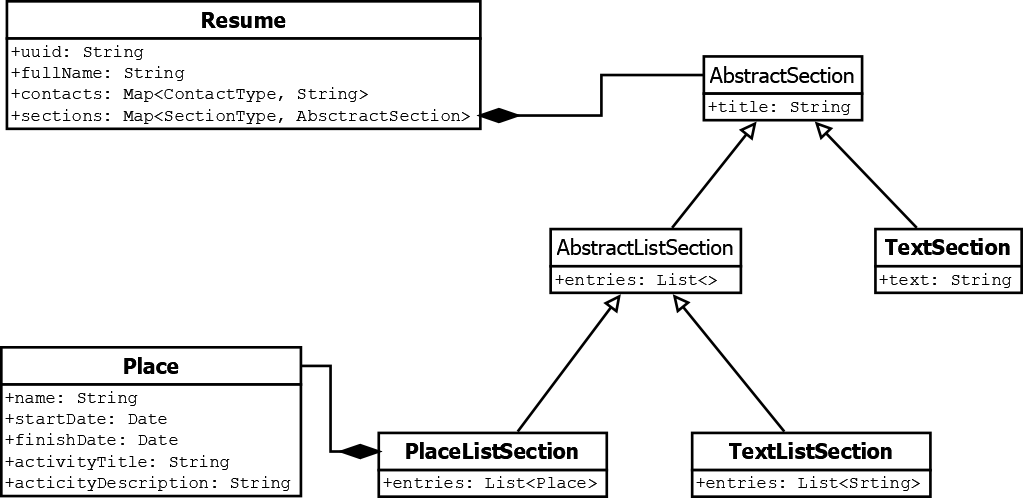 Resume
+uuid: String
+fullName: String
+contacts: Map<ContactType, String>
+sections: Map<SectionType, AbsctractSection>
AbstractSection
+title: String
AbstractListSection
+entries: List<>
TextSection
+text: String
Place
+name: String
+startDate: Date
+finishDate: Date
+activityTitle: String
+acticityDescription: String
PlaceListSection
+entries: List<Place>
TextListSection
+entries: List<Srting>